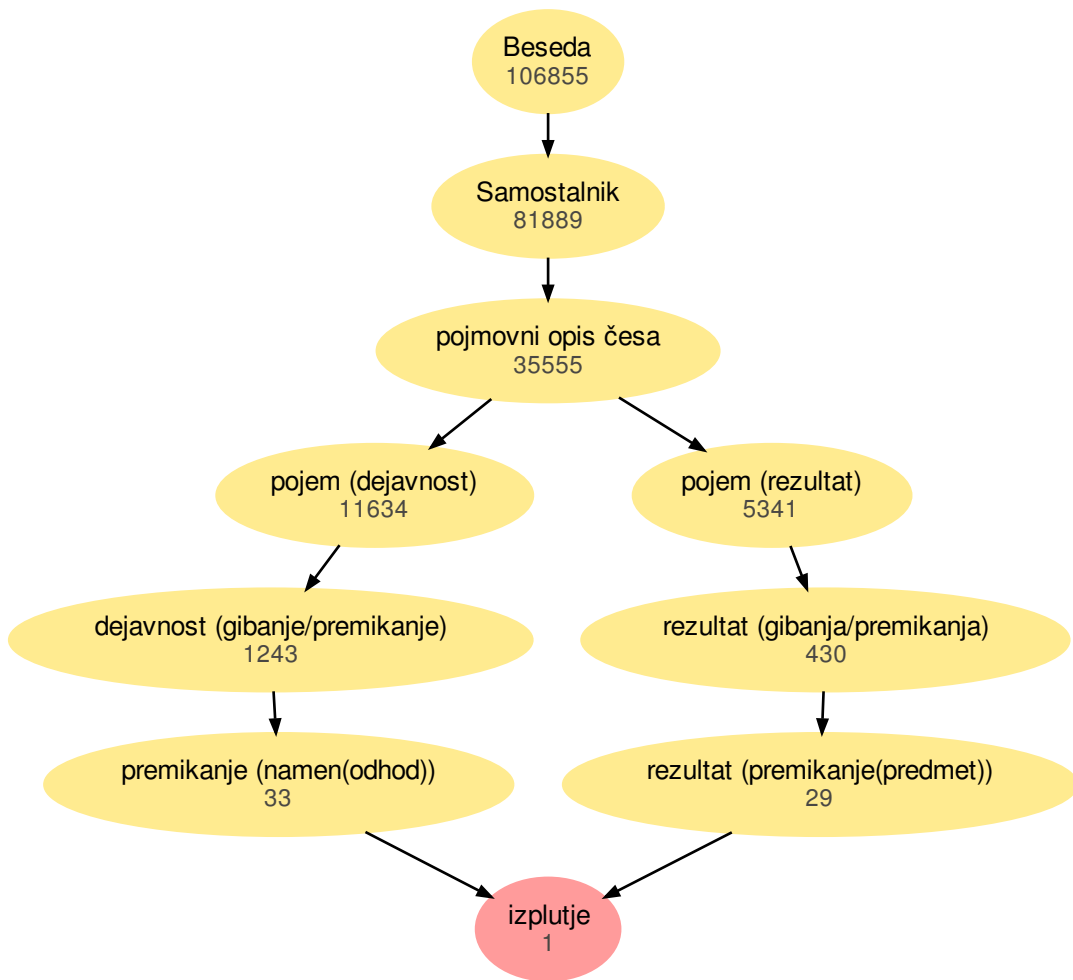 Beseda
106855
Samostalnik
81889
pojmovni opis česa
35555
pojem (dejavnost)
11634
pojem (rezultat)
5341
dejavnost (gibanje/premikanje)
1243
rezultat (gibanja/premikanja)
430
premikanje (namen(odhod))
33
rezultat (premikanje(predmet))
29
izplutje
1